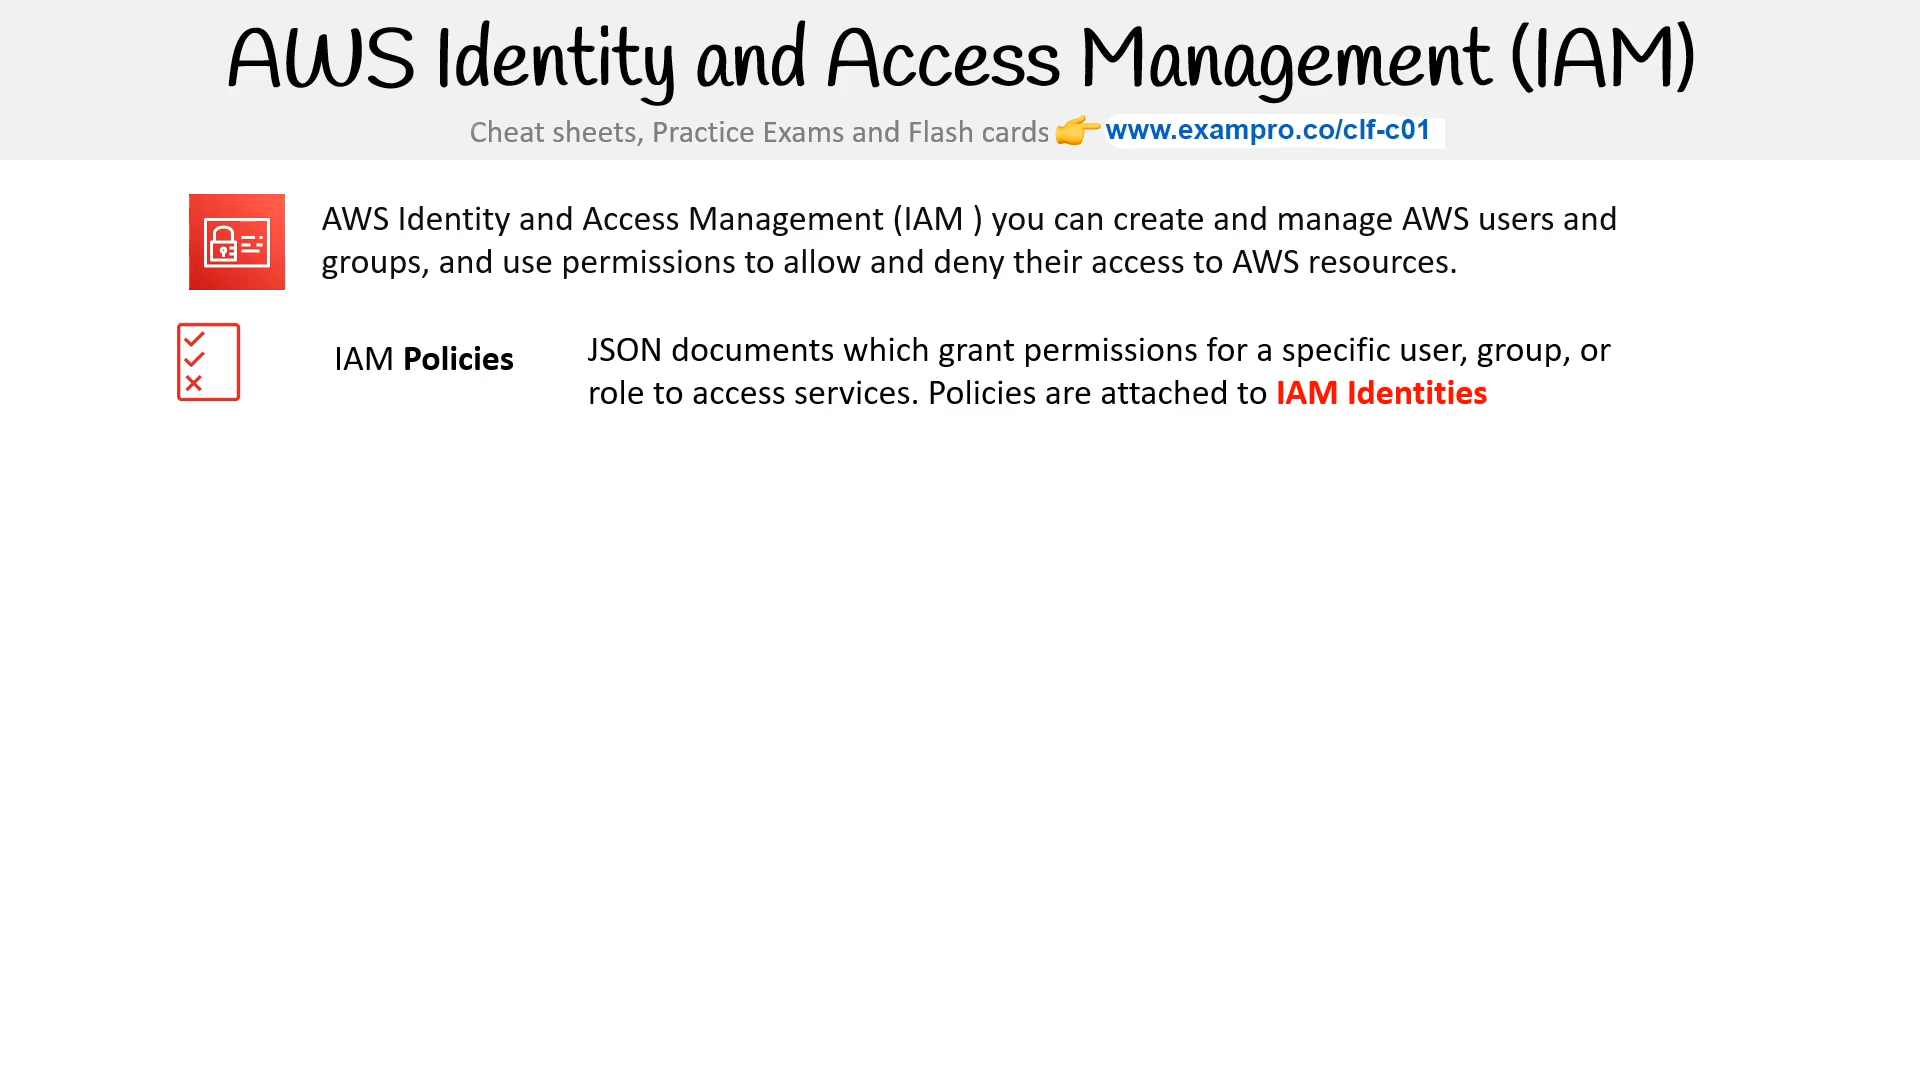 AWS Identity and Access Management (IAM)
Cheat sheets, Practice Exams and Flash cards 👉 www.exampro.co/clf-c01
AWS Identity and Access Management (IAM ) you can create and manage AWS users and
groups, and use permissions to allow and deny their access to AWS resources.
IAM Policies
JSON documents which grant permissions for a specific user, group, or
role to access services. Policies are attached to IAM Identities